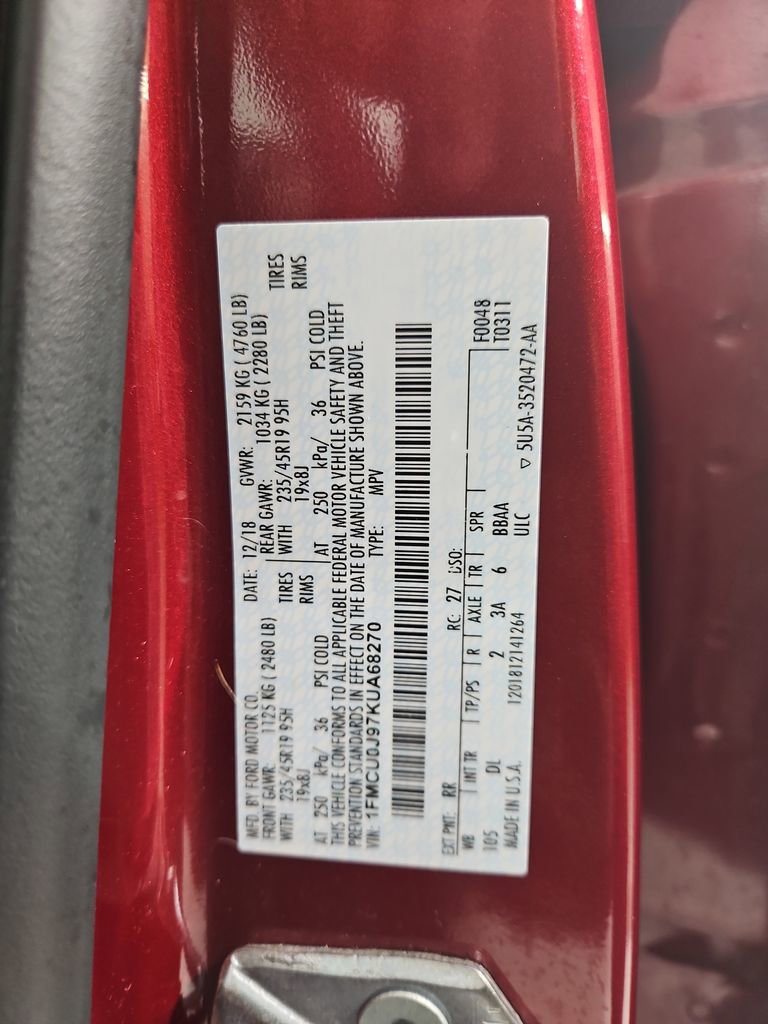 MFD. BY FORD MOTOR CO. DATE: 12/18 GVWR: 2159 KG ( 4760 LB)
FRONT GAWR: 1125 KG ( 2480 LB) REAR GAWR: 1034 KG ( 2280 LB)
WITH 235/45R19 95H TIRES WITH 235/45R19 95H TIRES
19x8J RIMS 19x8J RIMS
AT 250 kPa/ 36 PSI COLD AT 250 kPa/ 36 PSI COLD
THIS VEHICLE CONFORMS TO ALL APPLICABLE FEDERAL MOTOR VEHICLE SAFETY AND THEFT
PREVENTION STANDARDS IN EFFECT ON THE DATE OF MANUFACTURE SHOWN ABOVE.
VIN: 1FMCU0J97KUA68270 TYPE: MPV
EXT PNT: RR RC: 27 DSO: F0048
WB INT TR TP/PS R AXLE TR SPR T0311
105 DL 2 3A 6 BBAA
MADE IN U.S.A. 1201812141264 ULC ▽ 5U5A-3520472-AA